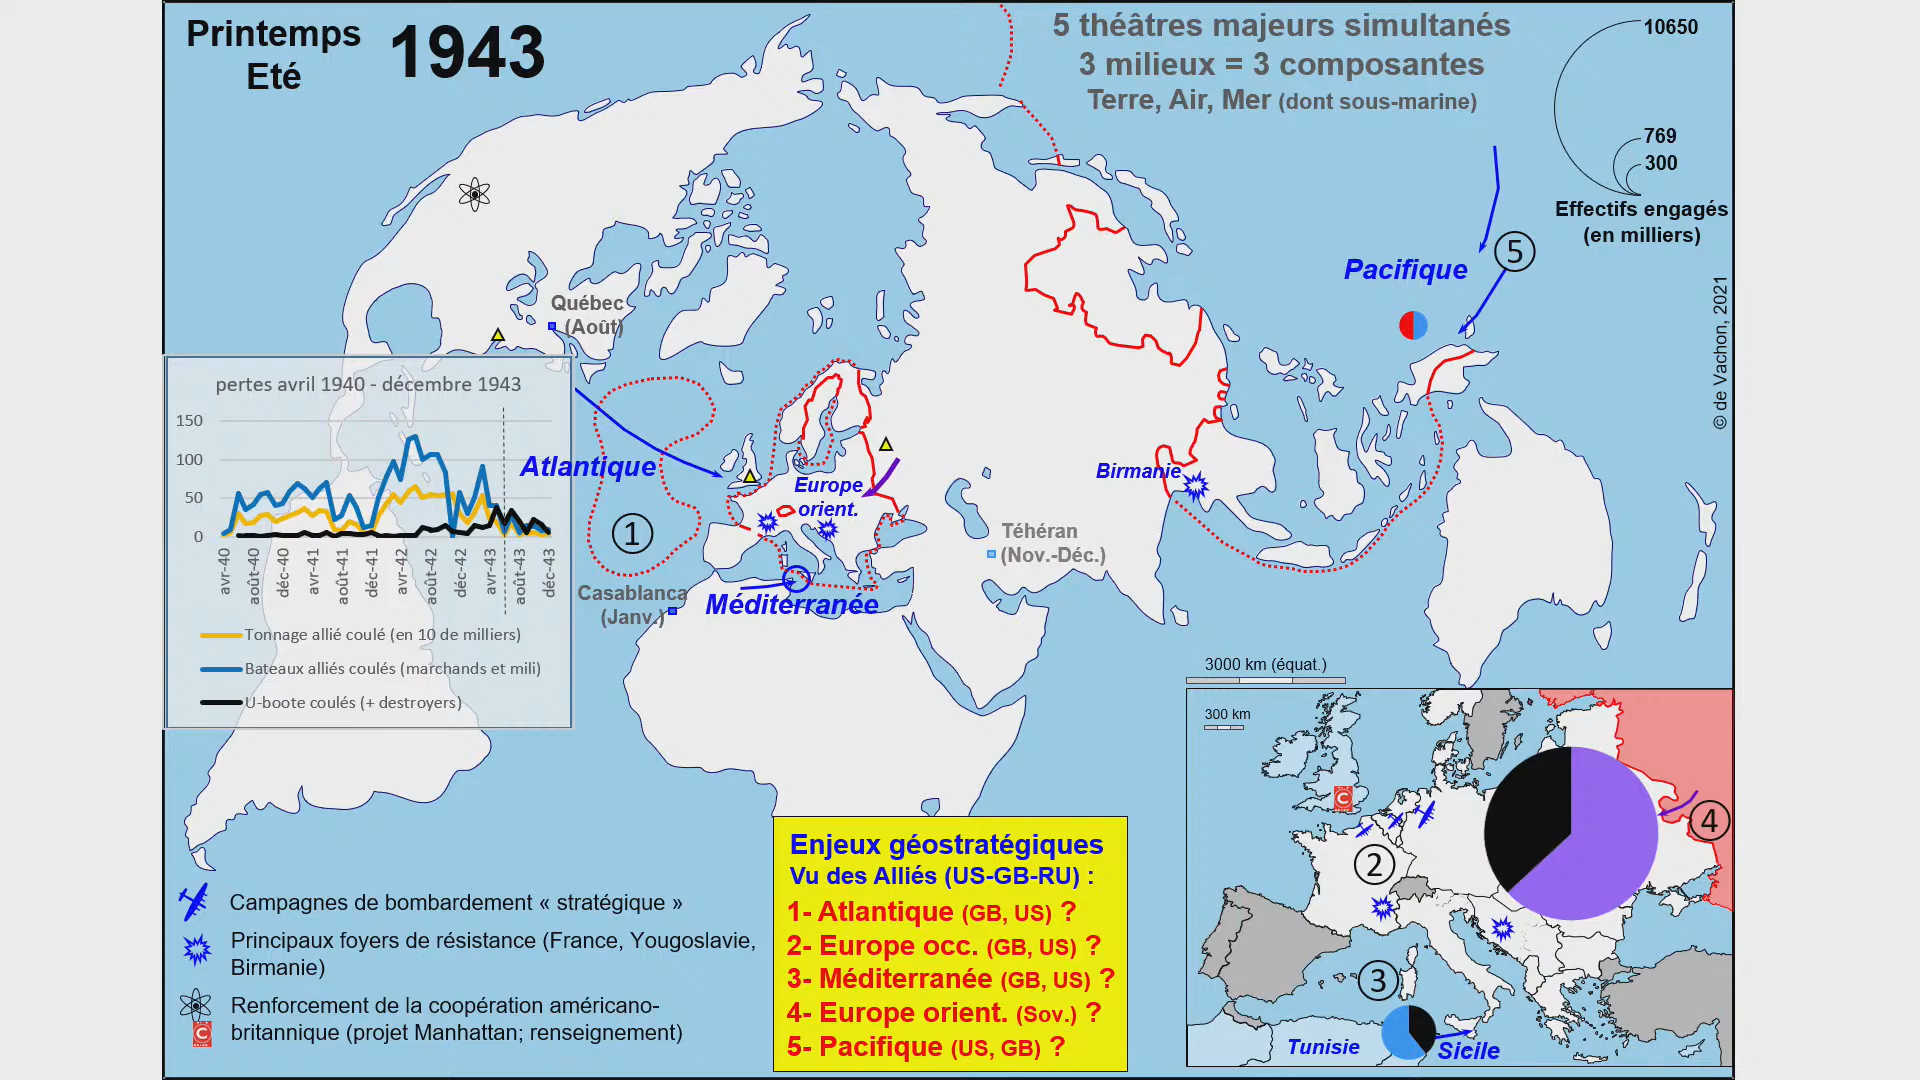 Printemps
Eté
1943
5 théâtres majeurs simultanés
3 milieux = 3 composantes
Terre, Air, Mer (dont sous-marine)
10650
769
300
Effectifs engagés
(en milliers)
© de Vachon, 2021
5
Pacifique
Québec
(Août)
pertes avril 1940 - décembre 1943
150
100
50
0
avr-40
août-40
déc-40
avr-41
août-41
déc-41
avr-42
août-42
déc-42
avr-43
août-43
déc-43
Tonnage allié coulé (en 10 de milliers)
Bateaux alliés coulés (marchands et mili)
U-boote coulés (+ destroyers)
Atlantique
1
Europe
orient.
Birmanie
Téhéran
(Nov.-Déc.)
Casablanca
(Janv.)
Méditerranée
3000 km (équat.)
300 km
C
2
4
3
Tunisie
Sicile
Campagnes de bombardement « stratégique »
Principaux foyers de résistance (France, Yougoslavie,
Birmanie)
Renforcement de la coopération américano-
britannique (projet Manhattan; renseignement)
C
Enjeux géostratégiques
Vu des Alliés (US-GB-RU) :
1- Atlantique (GB, US) ?
2- Europe occ. (GB, US) ?
3- Méditerranée (GB, US) ?
4- Europe orient. (Sov.) ?
5- Pacifique (US, GB) ?